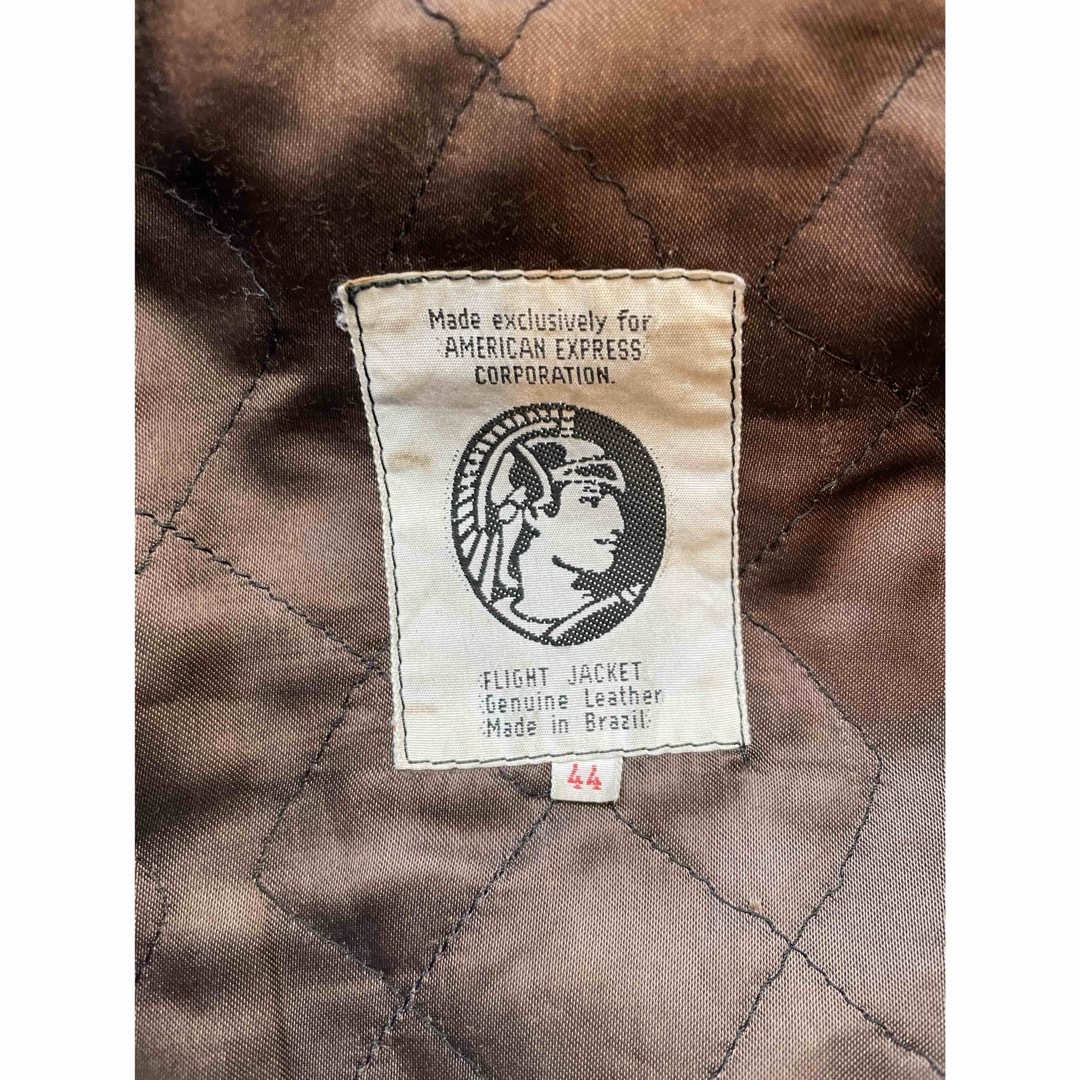 Made exclusively for
AMERICAN EXPRESS
CORPORATION.
FLIGHT JACKET
Genuine Leather
Made in Brazil
44